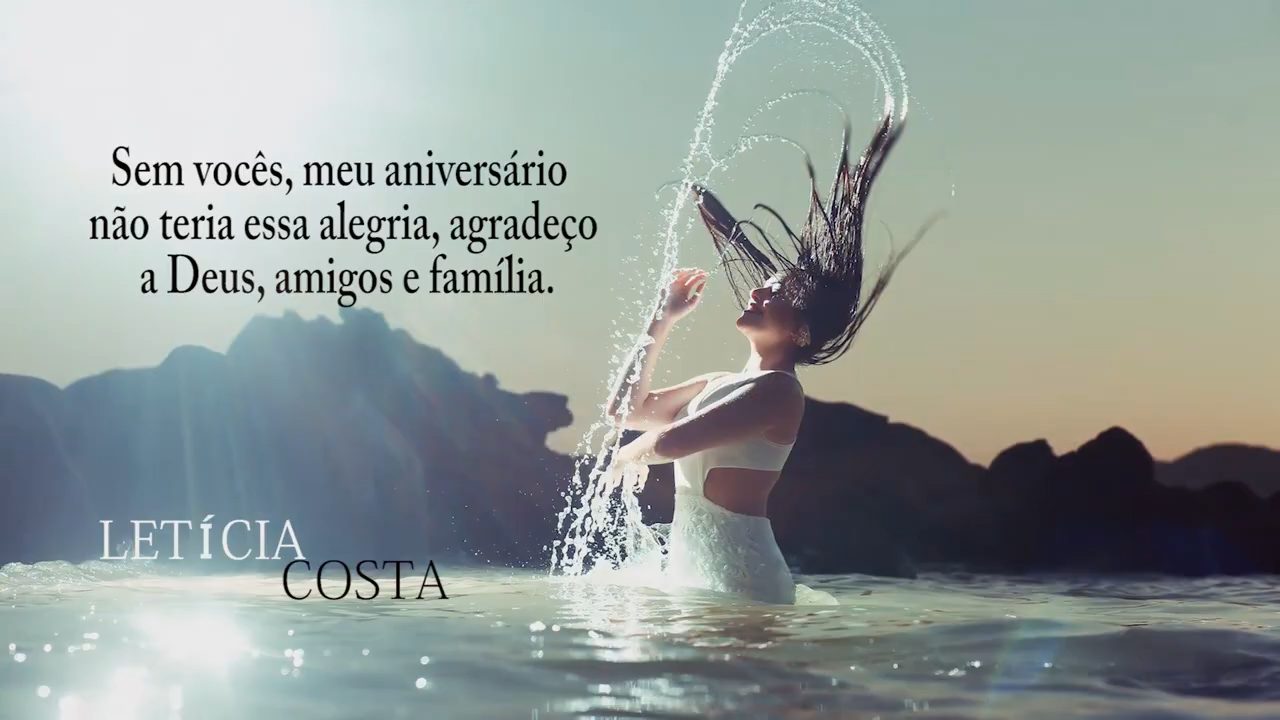 Sem vocês, meu aniversário
não teria essa alegria, agradeço
a Deus, amigos e família.
LETÍCIA
COSTA